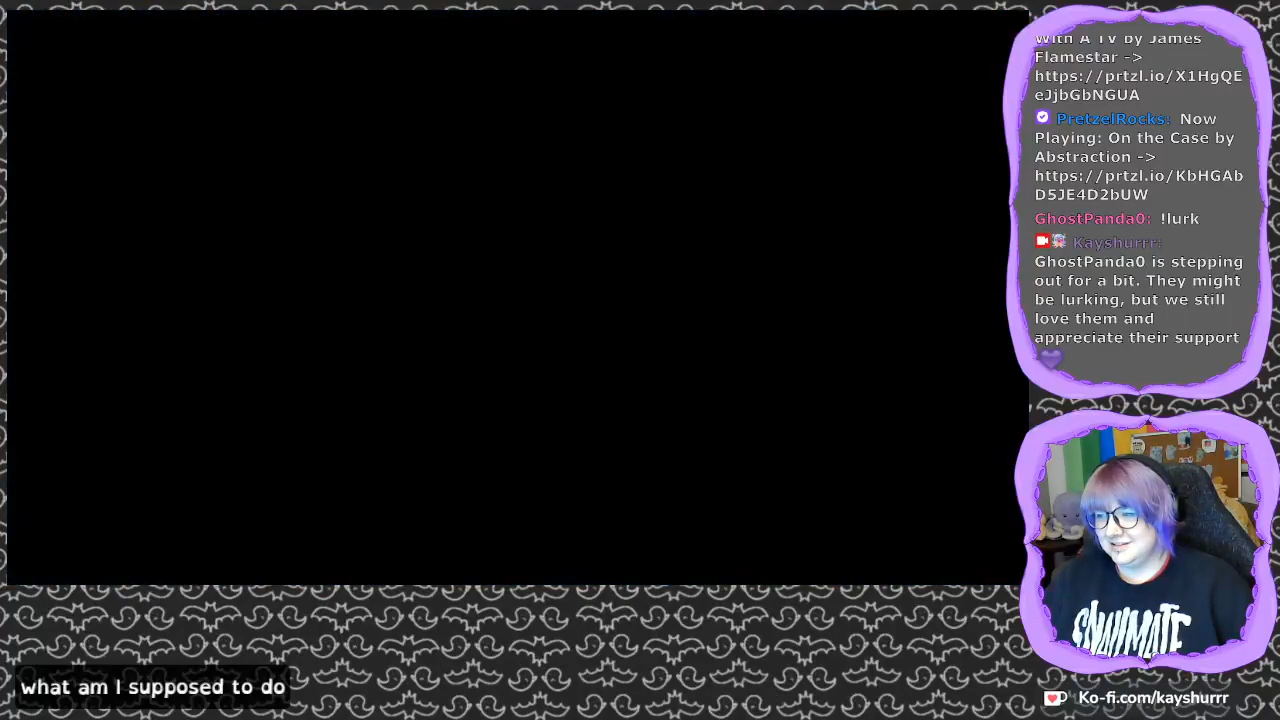 With A TV by James
Flamestar ->
https://prtzl.io/X1HgQE
eJjbGbNGUA
PretzelRocks: Now
Playing: On the Case by
Abstraction ->
https://prtzl.io/KbHGAb
D5JE4D2bUW
GhostPanda0: !lurk
Kayshurrr:
GhostPanda0 is stepping
out for a bit. They might
be lurking, but we still
love them and
appreciate their support
what am I supposed to do
Ko-fi.com/kayshurrr